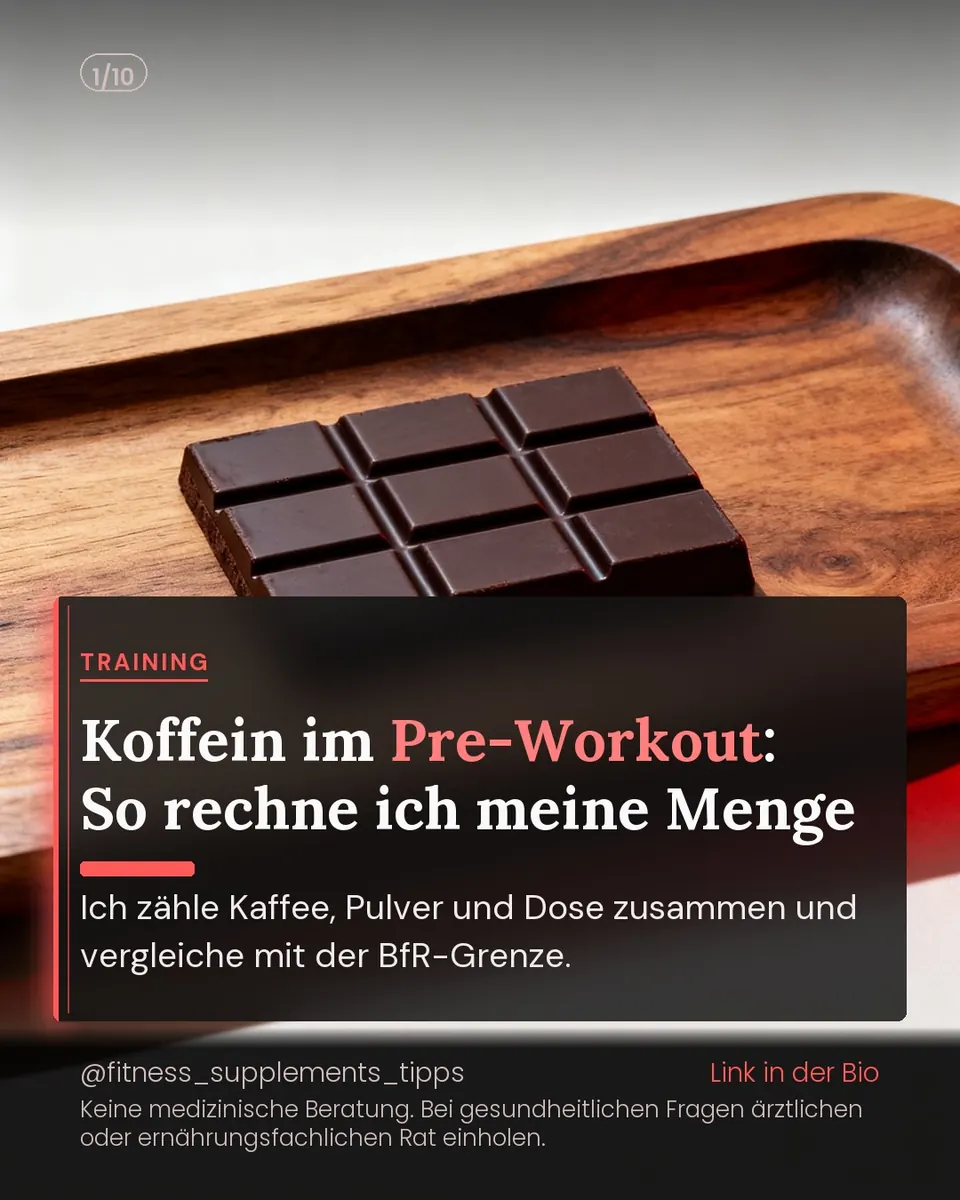 1/10
TRAINING
Koffein im Pre-Workout:
So rechne ich meine Menge
Ich zähle Kaffee, Pulver und Dose zusammen und
vergleiche mit der BfR-Grenze.
@fitness_supplements_tipps
Link in der Bio
Keine medizinische Beratung. Bei gesundheitlichen Fragen ärztlichen
oder ernährungsfachlichen Rat einholen.